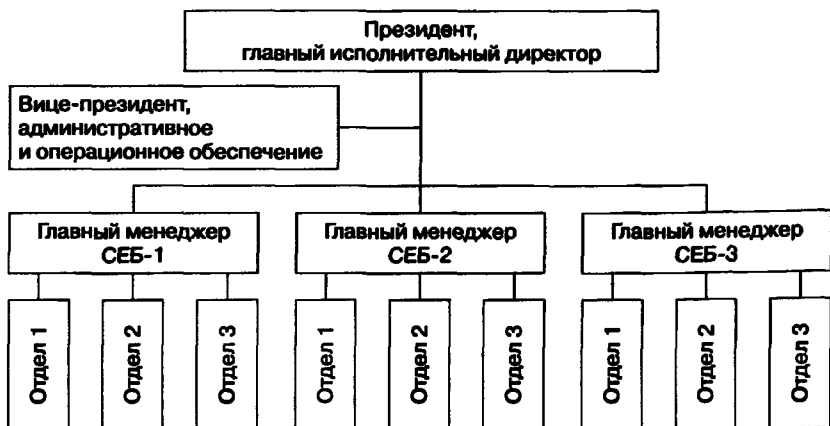 Президент,
главный исполнительный директор
Вице-президент,
административное
и операционное обеспечение
Главный менеджер
СЕБ-1
Главный менеджер
СЕБ-2
Главный менеджер
СЕБ-3
Отдел 1
Отдел 2
Отдел 3
Отдел 1
Отдел 2
Отдел 3
Отдел 1
Отдел 2
Отдел 3